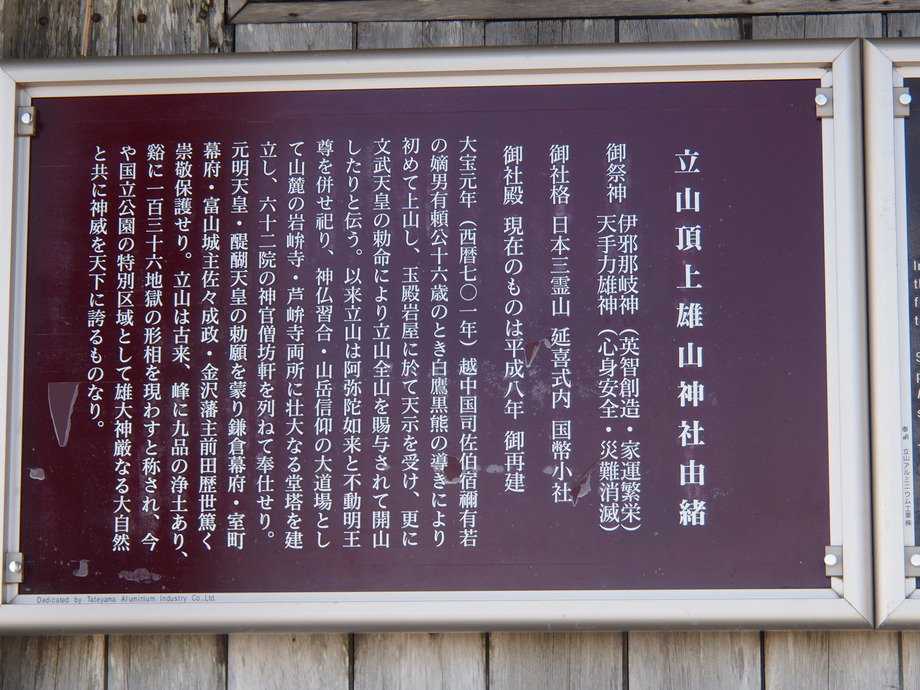 立山頂上雄山神社由緒
御祭神 伊邪那岐神（英智創造・家運繁栄）
天手力雄神（心身安全・災難消滅）
御社格 日本三霊山 延喜式内 国幣小社
御社殿 現在のものは平成八年 御再建
大宝元年（西暦七〇一年）越中国司佐伯宿禰有若
の嫡男有頼公十六歳のとき白鷹黒熊の導きにより
初めて上山し、玉殿岩屋に於て天示を受け、更に
文武天皇の勅命により立山全山を賜与されて開山
したりと伝う。以来立山は阿弥陀如来と不動明王
尊を併せ祀り、神仏習合・山岳信仰の大道場とし
て山麓の岩峅寺・芦峅寺両所に壮大なる堂塔を建
立し、六十二院の神官僧坊軒を列ねて奉仕せり。
元明天皇・醍醐天皇の勅願を蒙り鎌倉幕府・室町
幕府・富山城主佐々成政・金沢藩主前田歴世篤く
崇敬保護せり。立山は古来、峰に九品の浄土あり、
谿に一百三十六地獄の形相を現わすと称され、今
や国立公園の特別区域として雄大神厳なる大自然
と共に神威を天下に誇るものなり。
Dedicated by Tateyama Aluminium Industry Co.,Ltd.
立山アルミニウム工業㈱